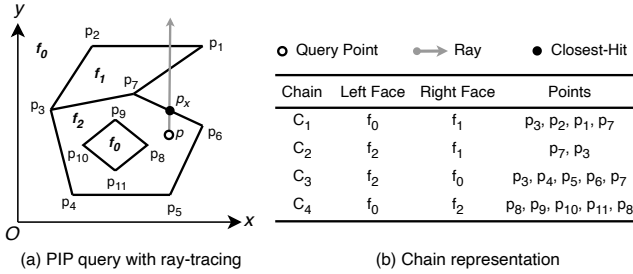 y
f0
p2
p1
f1
p7
p3
px
f2
p9
p
p6
p10
f0
p8
p11
p4
p5
O
x
(a) PIP query with ray-tracing
Query Point Ray Closest-Hit
Chain Left Face Right Face Points
C1 f0 f1 p3, p2, p1, p7
C2 f2 f1 p7, p3
C3 f2 f0 p3, p4, p5, p6, p7
C4 f0 f2 p8, p9, p10, p11, p8
(b) Chain representation